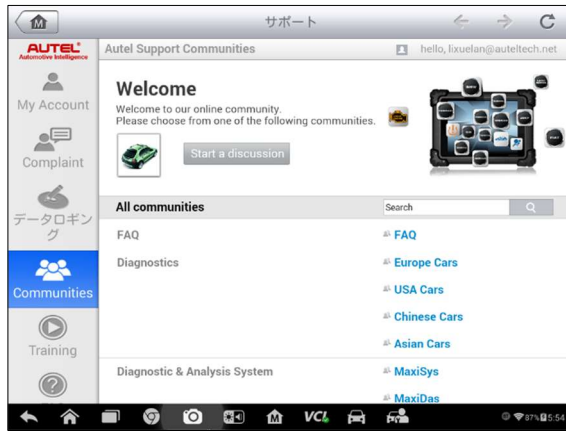 サポート
AUTEL
Automotive Intelligence
Autel Support Communities
hello, lixuelan@auteltech.net
My Account
Complaint
データロギン
グ
Communities
Training
Welcome
Welcome to our online community.
Please choose from one of the following communities.
Start a discussion
All communities
Search
FAQ
FAQ
Diagnostics
Europe Cars
USA Cars
Chinese Cars
Asian Cars
Diagnostic & Analysis System
MaxiSys
MaxiDas
VCI
87%
5:54